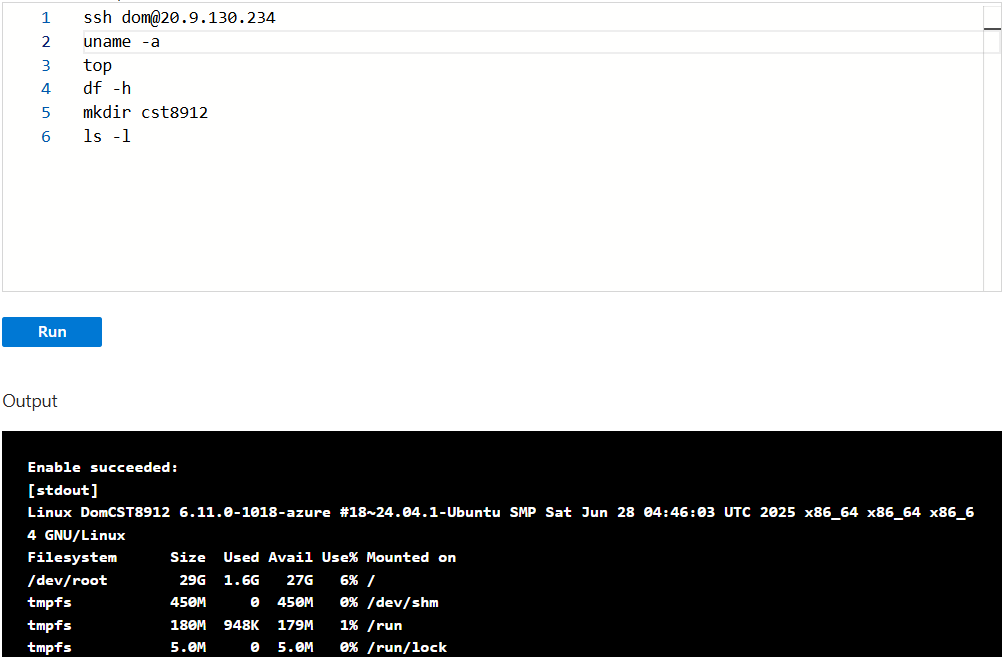 1 ssh dom@20.9.130.234
2 uname -a
3 top
4 df -h
5 mkdir cst8912
6 ls -l
Run
Output
Enable succeeded:
[stdout]
Linux DomCST8912 6.11.0-1018-azure #18~24.04.1-Ubuntu SMP Sat Jun 28 04:46:03 UTC 2025 x86_64 x86_64 x86_6
4 GNU/Linux
Filesystem      Size  Used Avail Use% Mounted on
/dev/root        29G  1.6G   27G   6% /
tmpfs           450M     0  450M   0% /dev/shm
tmpfs           180M  948K  179M   1% /run
tmpfs           5.0M     0  5.0M   0% /run/lock